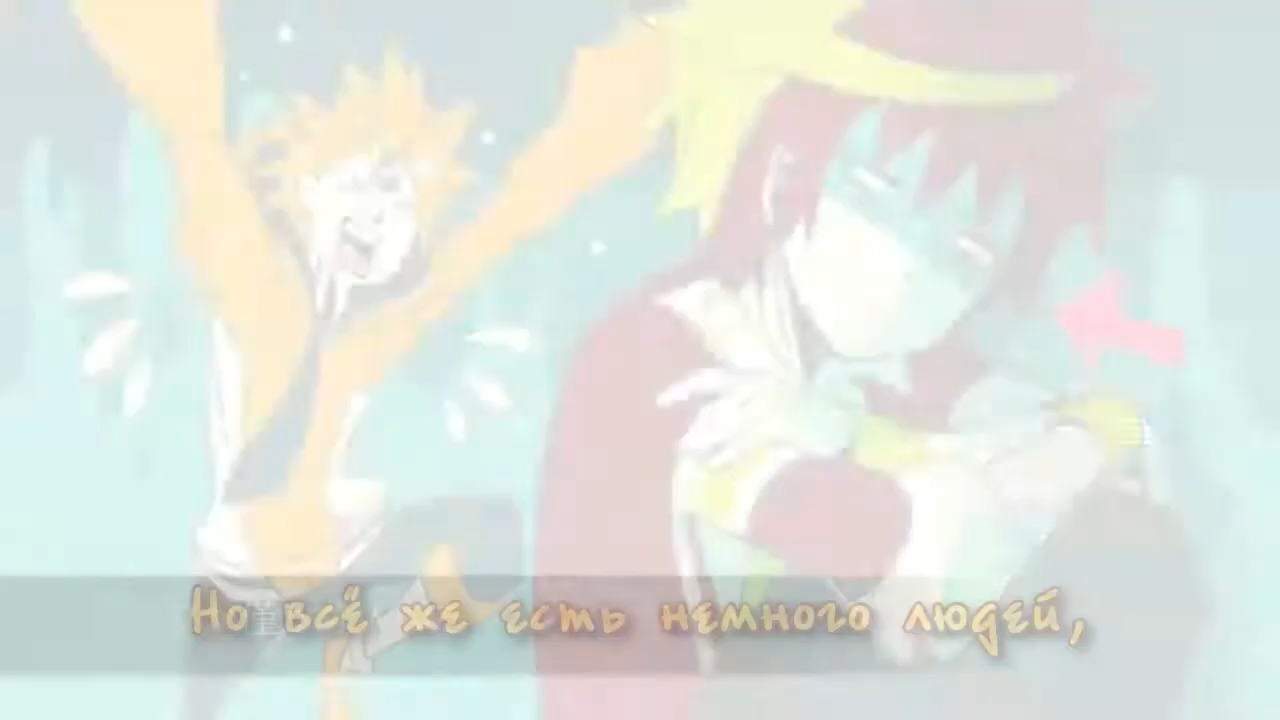 Но всё же есть немного людей,